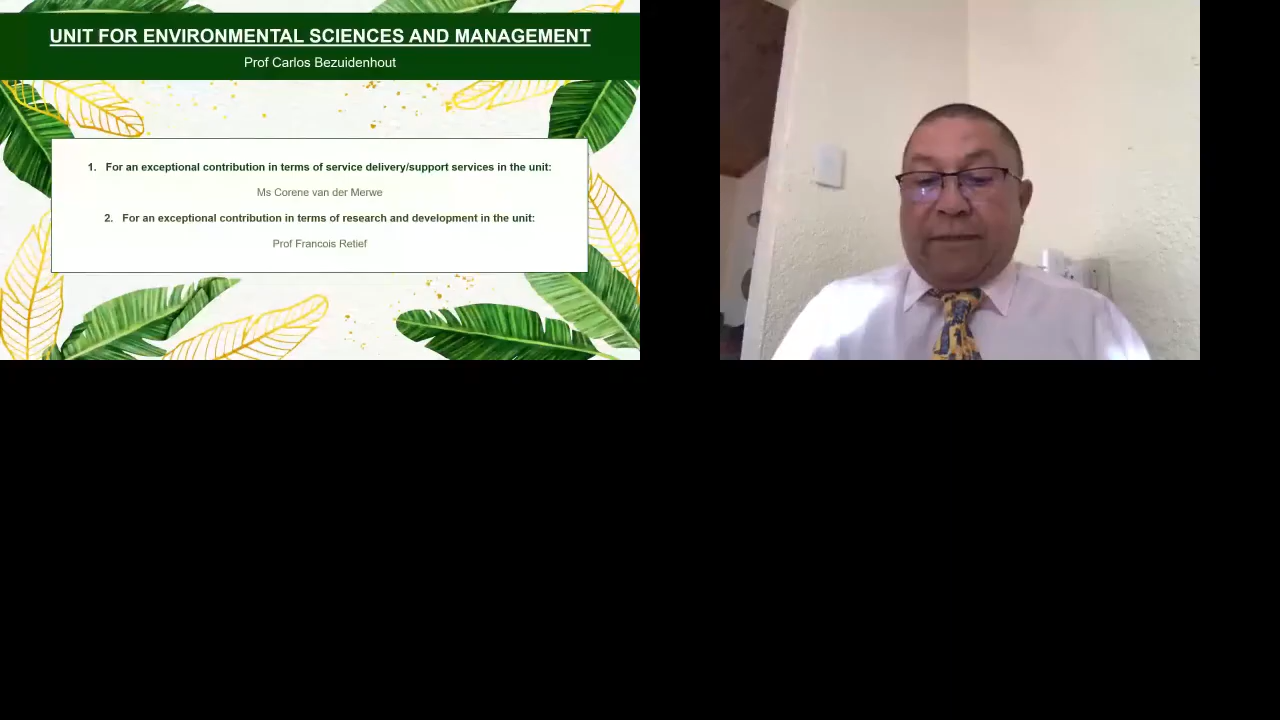 UNIT FOR ENVIRONMENTAL SCIENCES AND MANAGEMENT
Prof Carlos Bezuidenhout
1. For an exceptional contribution in terms of service delivery/support services in the unit:
Ms Corene van der Merwe
2. For an exceptional contribution in terms of research and development in the unit:
Prof Francois Retief